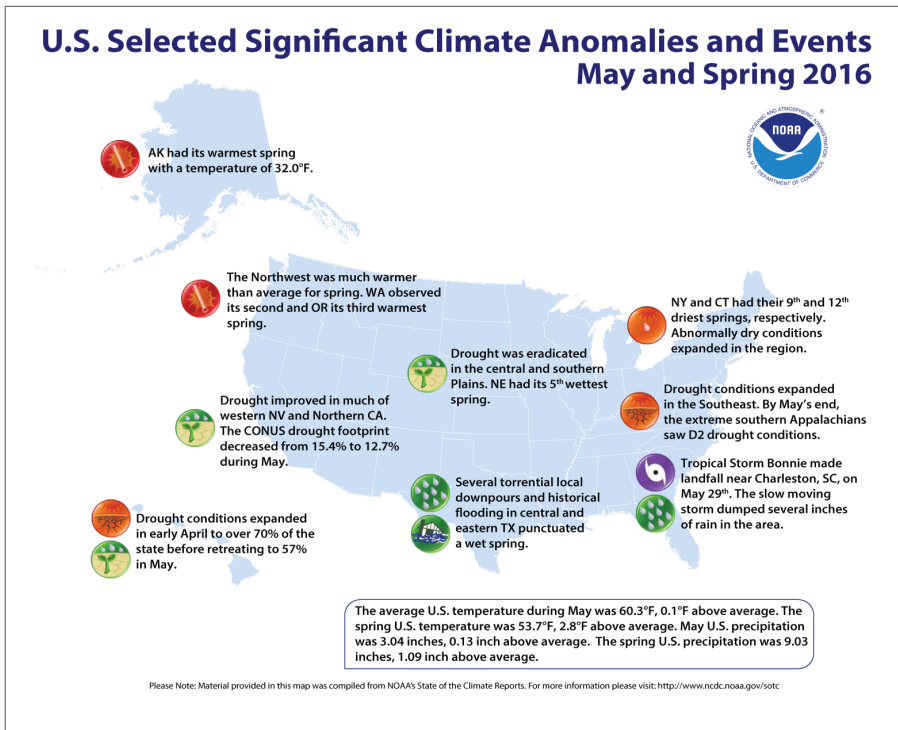 U.S. Selected Significant Climate Anomalies and Events
May and Spring 2016
NATIONAL OCEANIC AND ATMOSPHERIC ADMINISTRATION
U.S. DEPARTMENT OF COMMERCE
NOAA
®
AK had its warmest spring
with a temperature of 32.0°F.
The Northwest was much warmer
than average for spring. WA observed
its second and OR its third warmest
spring.
NY and CT had their 9th and 12th
driest springs, respectively.
Abnormally dry conditions
expanded in the region.
Drought was eradicated
in the central and southern
Plains. NE had its 5th wettest
spring.
Drought improved in much of
western NV and Northern CA.
The CONUS drought footprint
decreased from 15.4% to 12.7%
during May.
Drought conditions expanded
in the Southeast. By May's end,
the extreme southern Appalachians
saw D2 drought conditions.
Tropical Storm Bonnie made
landfall near Charleston, SC, on
May 29th. The slow moving
storm dumped several inches
of rain in the area.
Several torrential local
downpours and historical
flooding in central and
eastern TX punctuated
a wet spring.
Drought conditions expanded
in early April to over 70% of the
state before retreating to 57%
in May.
The average U.S. temperature during May was 60.3°F, 0.1°F above average. The
spring U.S. temperature was 53.7°F, 2.8°F above average. May U.S. precipitation
was 3.04 inches, 0.13 inch above average. The spring U.S. precipitation was 9.03
inches, 1.09 inch above average.
Please Note: Material provided in this map was compiled from NOAA's State of the Climate Reports. For more information please visit: http://www.ncdc.noaa.gov/sotc